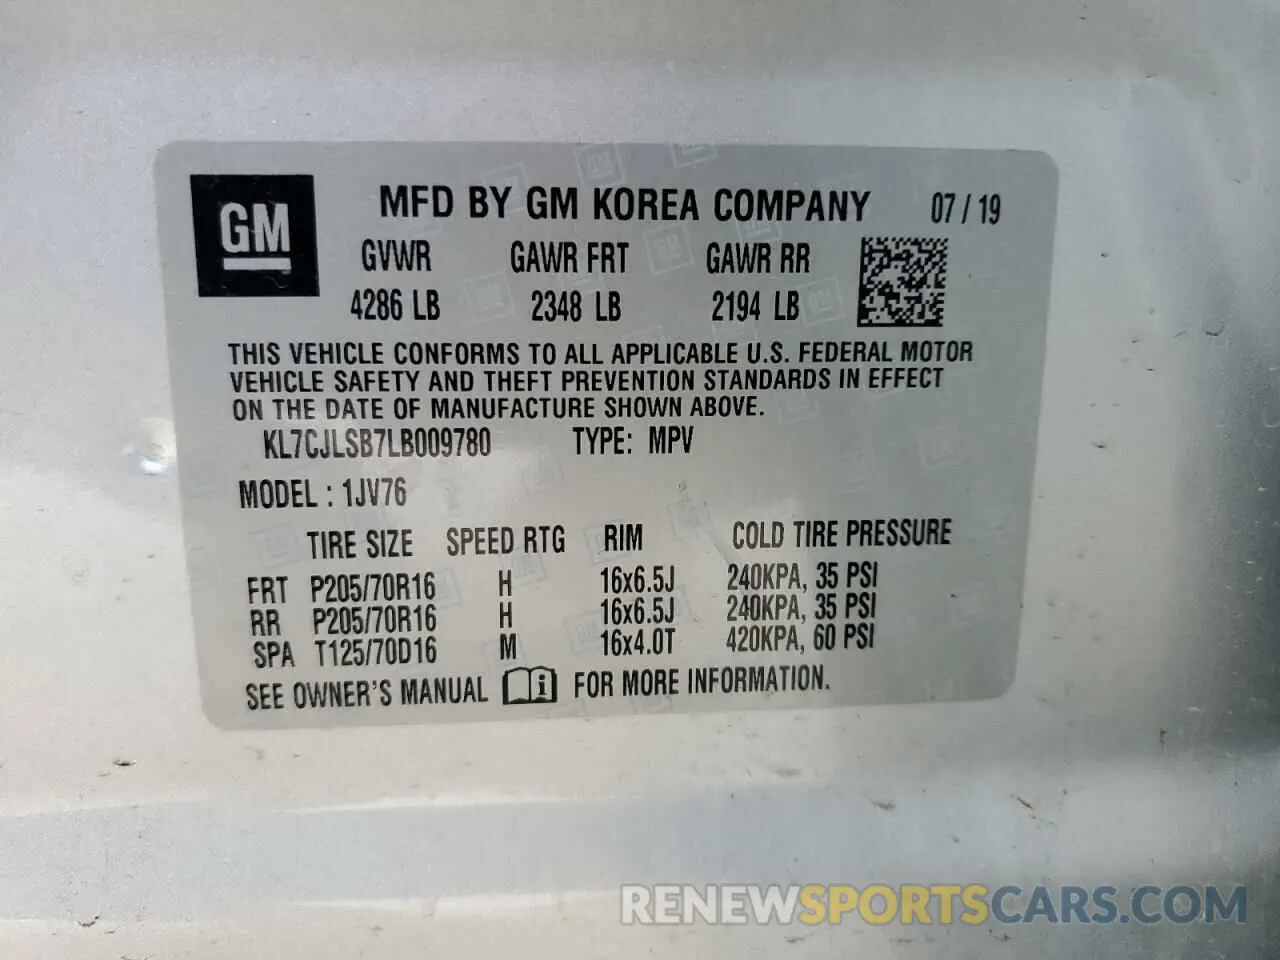 GM MFD BY GM KOREA COMPANY 07/19
GVWR GAWR FRT GAWR RR
4286 LB 2348 LB 2194 LB
THIS VEHICLE CONFORMS TO ALL APPLICABLE U.S. FEDERAL MOTOR
VEHICLE SAFETY AND THEFT PREVENTION STANDARDS IN EFFECT
ON THE DATE OF MANUFACTURE SHOWN ABOVE.
KL7CJLSB7LB009780 TYPE: MPV
MODEL : 1JV76
TIRE SIZE SPEED RTG RIM COLD TIRE PRESSURE
FRT P205/70R16 H 16x6.5J 240KPA, 35 PSI
RR P205/70R16 H 16x6.5J 240KPA, 35 PSI
SPA T125/70D16 M 16x4.0T 420KPA, 60 PSI
SEE OWNER'S MANUAL i FOR MORE INFORMATION.
RENEWSPORTSCARS.COM